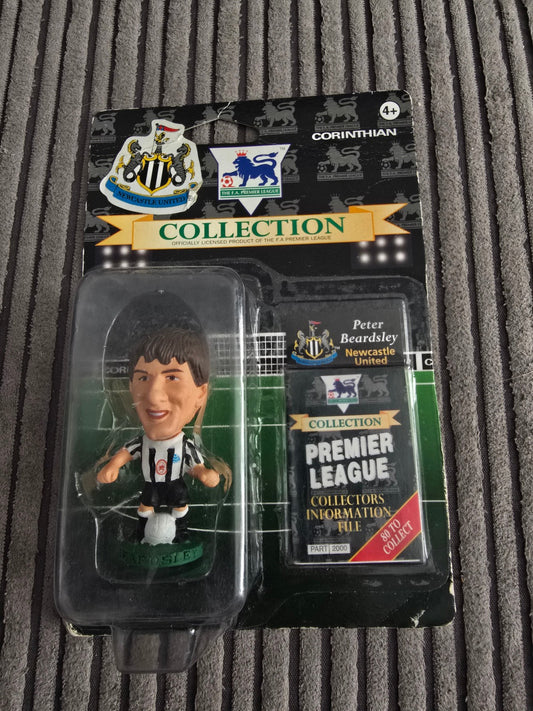 4+
CORINTHIAN
NEWCASTLE UNITED
THE F.A. PREMIER LEAGUE
COLLECTION
OFFICIALLY LICENSED PRODUCT OF THE F.A PREMIER LEAGUE
CORIN
Peter
Beardsley
Newcastle
United
COLLECTION
PREMIER
LEAGUE
COLLECTORS
INFORMATION
FILE
80 TO
COLLECT
PART 2000
BEARDSLEY